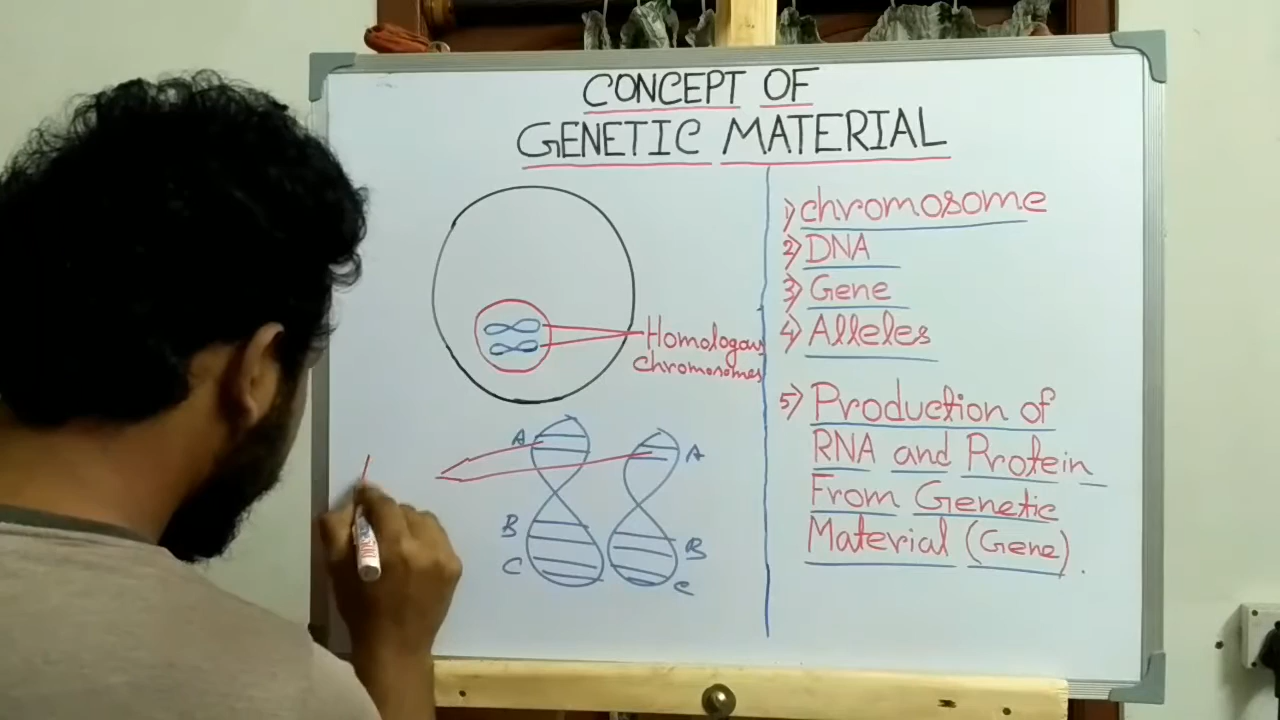 CONCEPT OF
GENETIC MATERIAL
Homologous
chromosomes
A
A
B
B
C
C
1) chromosome
2) DNA
3) Gene
4) Alleles
5) Production of
RNA and Protein
From Genetic
Material (Gene).